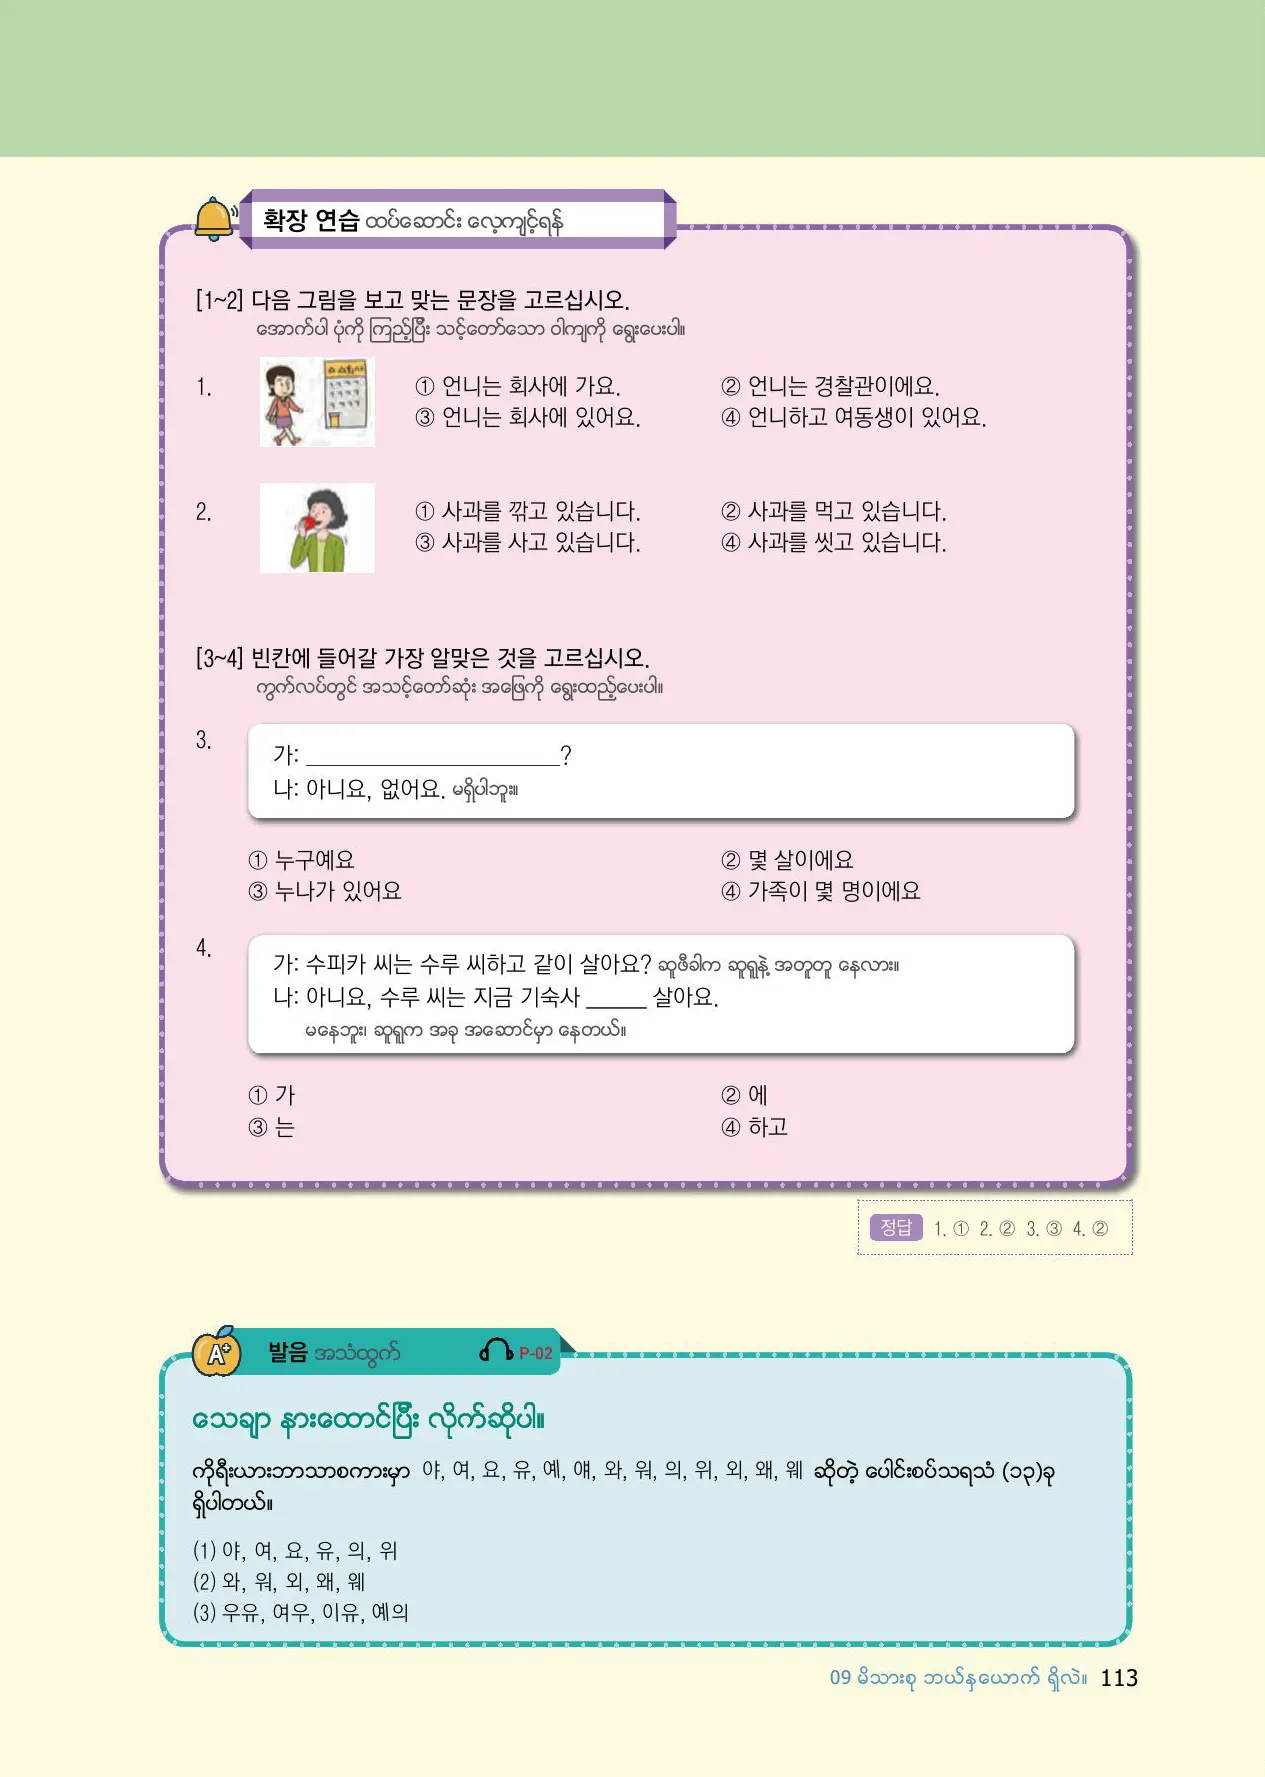 확장 연습 ထပ်ဆောင်း လေ့ကျင့်ရန်
[1~2] 다음 그림을 보고 맞는 문장을 고르십시오.
အောက်ပါ ပုံကို ကြည့်ပြီး သင့်တော်သော ဝါကျကို ရွေးပေးပါ။
1.
① 언니는 회사에 가요. ② 언니는 경찰관이에요.
③ 언니는 회사에 있어요. ④ 언니하고 여동생이 있어요.
2.
① 사과를 깎고 있습니다. ② 사과를 먹고 있습니다.
③ 사과를 사고 있습니다. ④ 사과를 씻고 있습니다.
[3~4] 빈칸에 들어갈 가장 알맞은 것을 고르십시오.
ကွက်လပ်တွင် အသင့်တော်ဆုံး အဖြေကို ရွေးထည့်ပေးပါ။
3.
가: ____________________?
나: 아니요, 없어요. မရှိပါဘူး။
① 누구예요 ② 몇 살이에요
③ 누나가 있어요 ④ 가족이 몇 명이에요
4.
가: 수피카 씨는 수루 씨하고 같이 살아요? ဆူဖီခါက ဆူရူနဲ့ အတူတူ နေလား။
나: 아니요, 수루 씨는 지금 기숙사 _____ 살아요.
မနေဘူး၊ ဆူရူက အခု အဆောင်မှာ နေတယ်။
① 가 ② 에
③ 는 ④ 하고
정답 1. ① 2. ② 3. ③ 4. ②
A+ 발음 အသံထွက် P-02
သေချာ နားထောင်ပြီး လိုက်ဆိုပါ။
ကိုရီးယားဘာသာစကားမှာ 야, 여, 요, 유, 예, 얘, 와, 워, 의, 위, 외, 왜, 웨 ဆိုတဲ့ ပေါင်းစပ်သရသံ (၁၃)ခု
ရှိပါတယ်။
(1) 야, 여, 요, 유, 의, 위
(2) 와, 워, 외, 왜, 웨
(3) 우유, 여우, 이유, 예의
09 မိသားစု ဘယ်နှယောက် ရှိလဲ။ 113